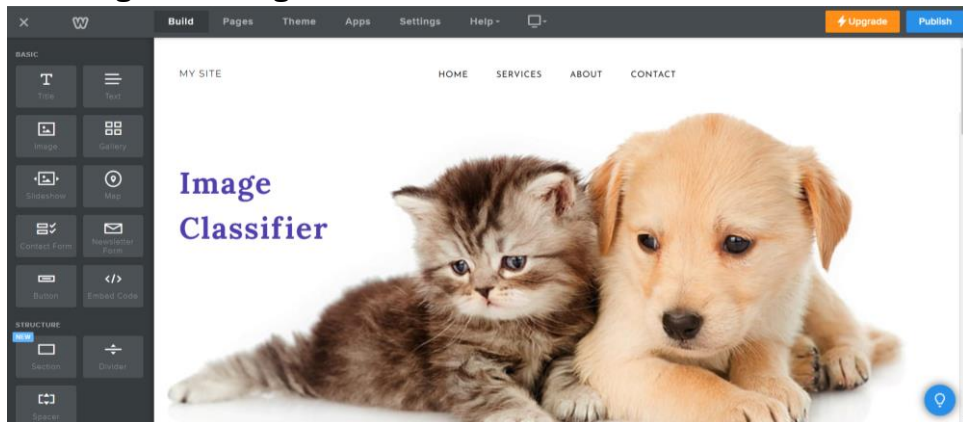 Build Pages Theme Apps Settings Help
Upgrade Publish
BASIC
Title Text
Image Gallery
Slideshow Map
Contact Form Newsletter Form
Button Embed Code
STRUCTURE
NEW
Section Divider
Spacer
MY SITE
HOME SERVICES ABOUT CONTACT
Image
Classifier